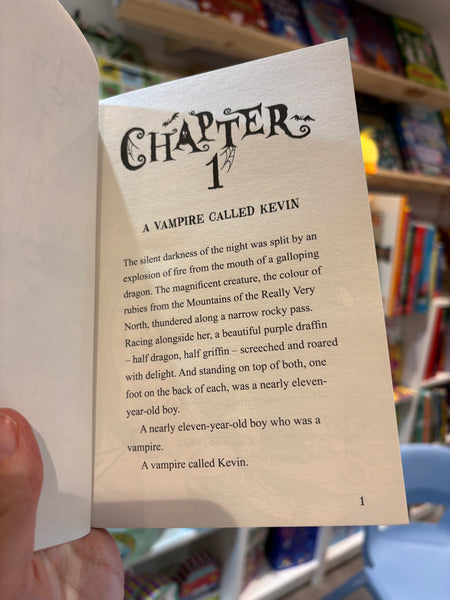 CHAPTER
1
A VAMPIRE CALLED KEVIN
The silent darkness of the night was split by an
explosion of fire from the mouth of a galloping
dragon. The magnificent creature, the colour of
rubies from the Mountains of the Really Very
North, thundered along a narrow rocky pass.
Racing alongside her, a beautiful purple draffin
– half dragon, half griffin – screeched and roared
with delight. And standing on top of both, one
foot on the back of each, was a nearly eleven-
year-old boy.
A nearly eleven-year-old boy who was a
vampire.
A vampire called Kevin.
1